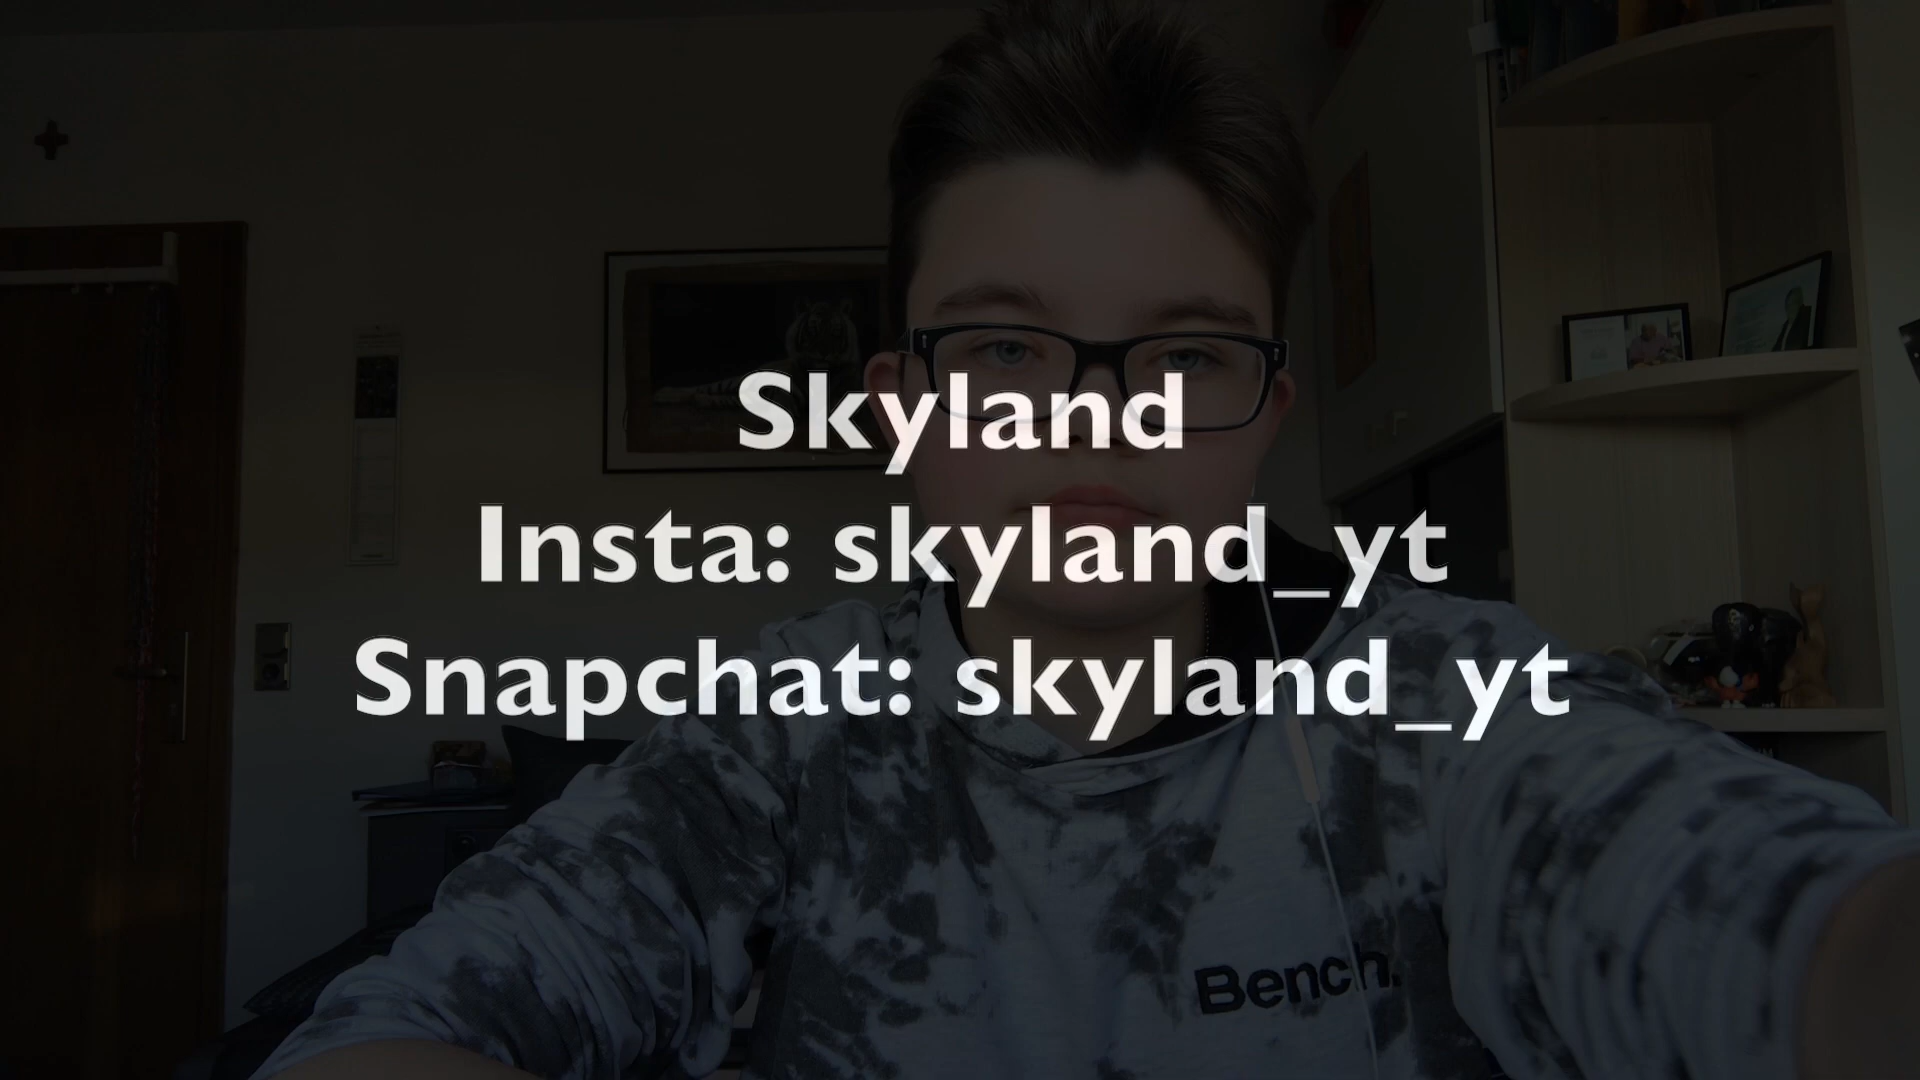 Skyland
Insta: skyland_yt
Snapchat: skyland_yt
Bench.